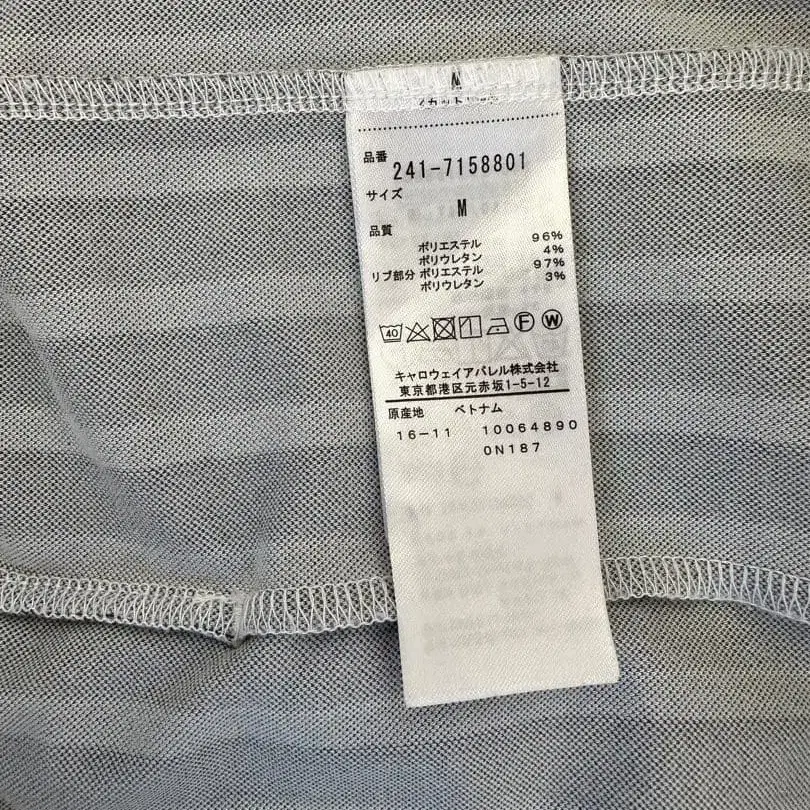 品番
241-7158801
サイズ
M
品質
ポリエステル 96%
ポリウレタン 4%
リブ部分 ポリエステル 97%
ポリウレタン 3%
40 F W
キャロウェイアパレル株式会社
東京都港区元赤坂1-5-12
原産地 ベトナム
16-11 10064890
0N187